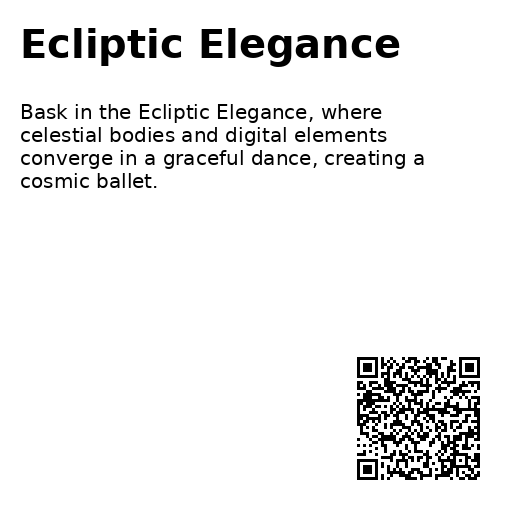 Ecliptic Elegance
Bask in the Ecliptic Elegance, where
celestial bodies and digital elements
converge in a graceful dance, creating a
cosmic ballet.